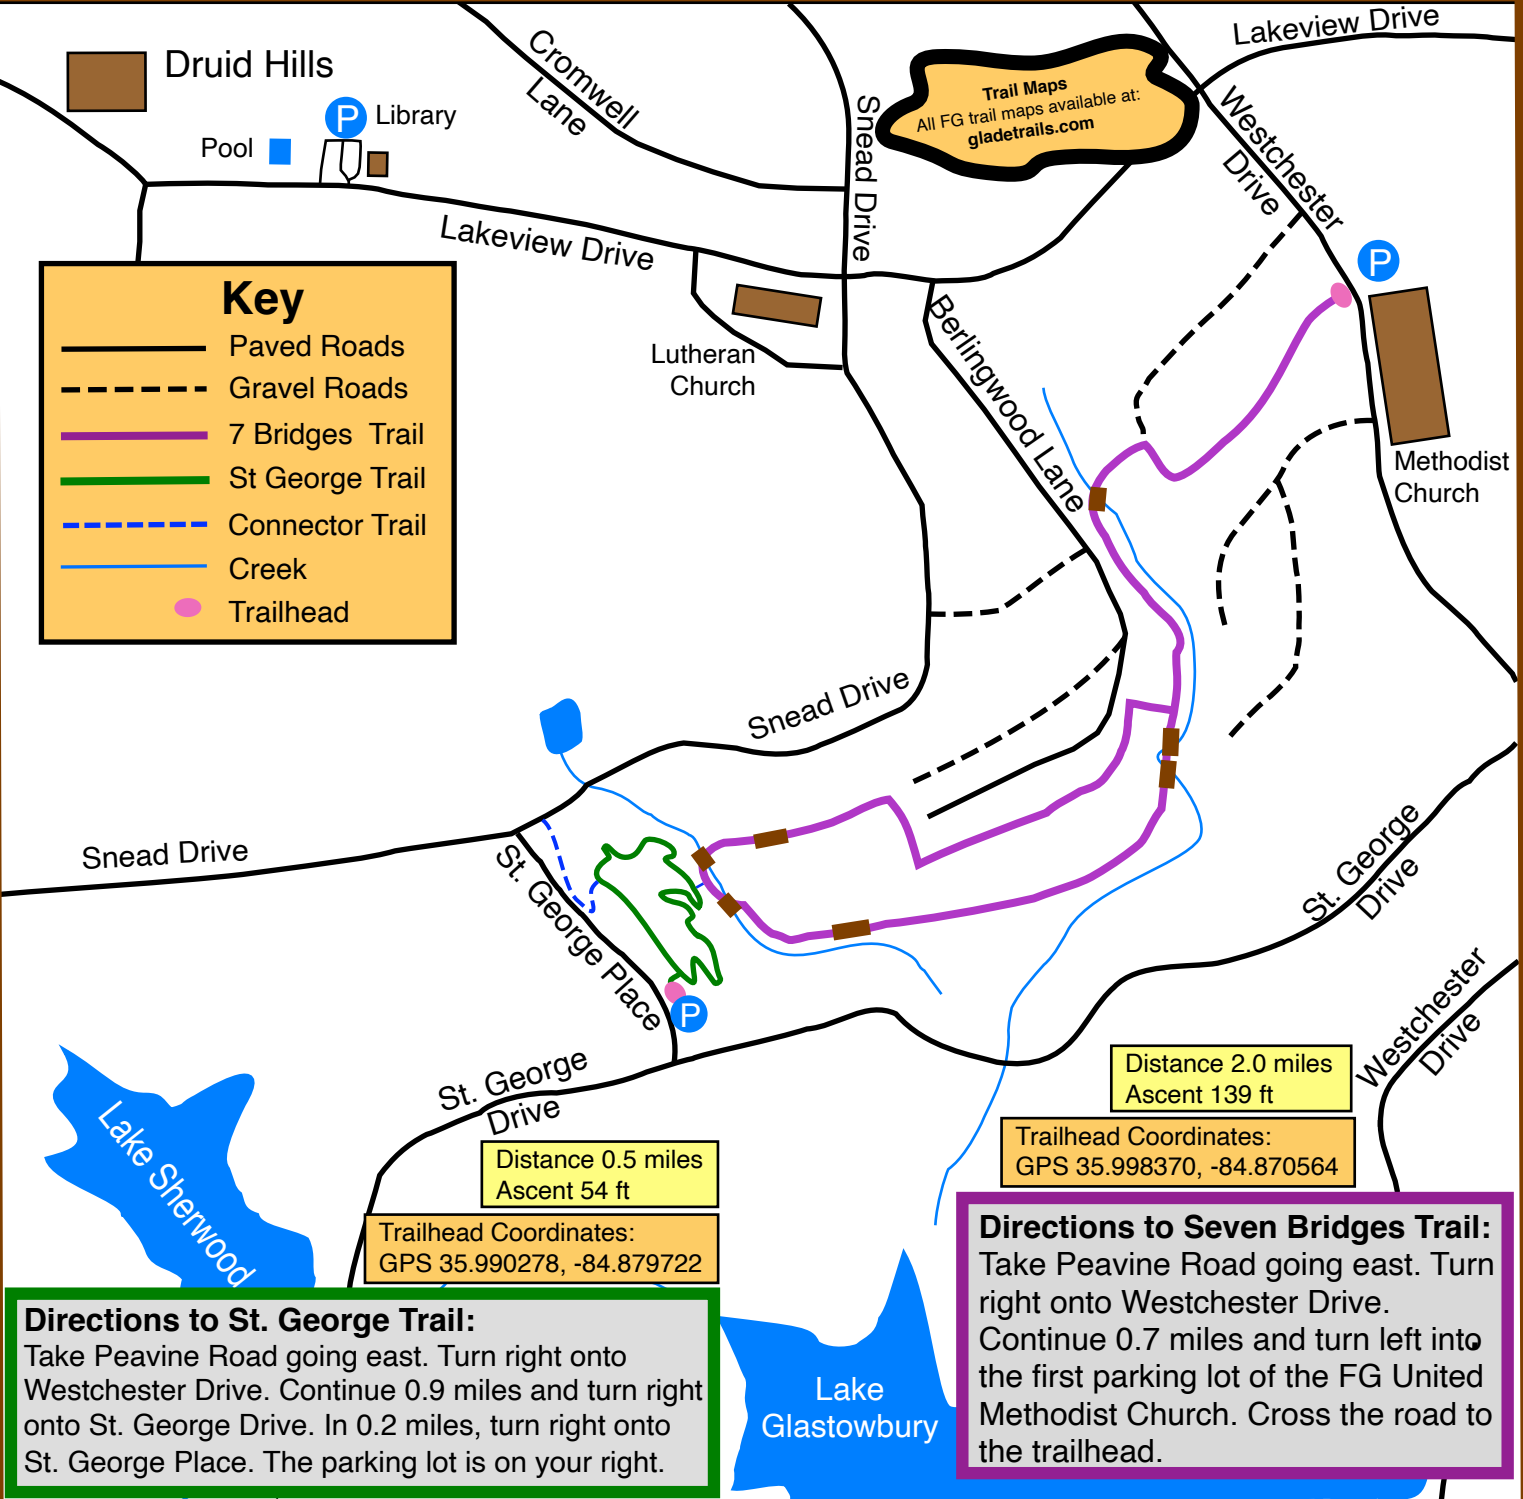 Druid Hills
P
Library
Pool
Cromwell
Lane
Snead Drive
Trail Maps
All FG trail maps available at:
gladetrails.com
Lakeview Drive
Westchester
Drive
Lakeview Drive
P
Key
Paved Roads
Gravel Roads
7 Bridges Trail
St George Trail
Connector Trail
Creek
Trailhead
Lutheran
Church
Berlingwood Lane
Methodist
Church
Snead Drive
Snead Drive
St. George Place
P
St. George
Drive
St. George
Drive
Westchester
Drive
Lake Sherwood
Distance 2.0 miles
Ascent 139 ft
Trailhead Coordinates:
GPS 35.998370, -84.870564
Distance 0.5 miles
Ascent 54 ft
Trailhead Coordinates:
GPS 35.990278, -84.879722
Directions to St. George Trail:
Take Peavine Road going east. Turn right onto
Westchester Drive. Continue 0.9 miles and turn right
onto St. George Drive. In 0.2 miles, turn right onto
St. George Place. The parking lot is on your right.
Lake
Glastowbury
Directions to Seven Bridges Trail:
Take Peavine Road going east. Turn
right onto Westchester Drive.
Continue 0.7 miles and turn left into
the first parking lot of the FG United
Methodist Church. Cross the road to
the trailhead.